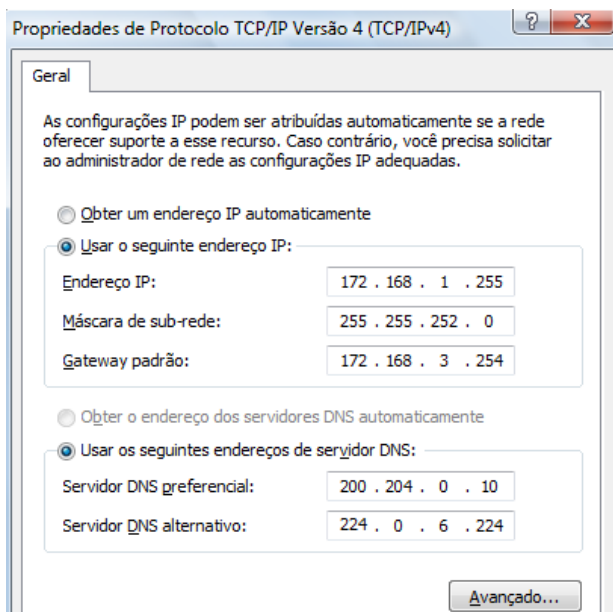 Propriedades de Protocolo TCP/IP Versão 4 (TCP/IPv4)
Geral
As configurações IP podem ser atribuídas automaticamente se a rede
oferecer suporte a esse recurso. Caso contrário, você precisa solicitar
ao administrador de rede as configurações IP adequadas.
Obter um endereço IP automaticamente
Usar o seguinte endereço IP:
Endereço IP: 172 . 168 . 1 . 255
Máscara de sub-rede: 255 . 255 . 252 . 0
Gateway padrão: 172 . 168 . 3 . 254
Obter o endereço dos servidores DNS automaticamente
Usar os seguintes endereços de servidor DNS:
Servidor DNS preferencial: 200 . 204 . 0 . 10
Servidor DNS alternativo: 224 . 0 . 6 . 224
Avançado...